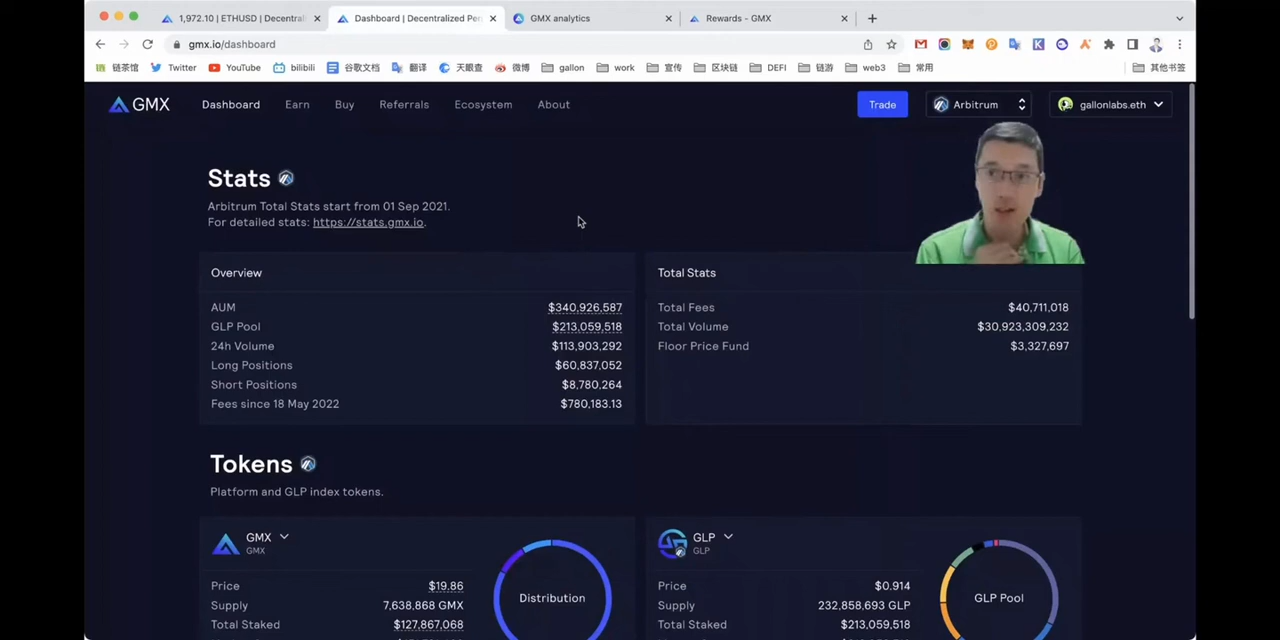 1,972.10 | ETHUSD | Decentral
Dashboard | Decentralized Per
GMX analytics
Rewards - GMX
gmx.io/dashboard
链茶馆 Twitter YouTube bilibili 谷歌文档 翻译 天眼查 微博 gallon work 宣传 区块链 DEFI 链游 web3 常用 其他书签
GMX Dashboard Earn Buy Referrals Ecosystem About Trade Arbitrum gallonlabs.eth
Stats
Arbitrum Total Stats start from 01 Sep 2021.
For detailed stats: https://stats.gmx.io.
Overview
AUM $340,926,587
GLP Pool $213,059,518
24h Volume $113,903,292
Long Positions $60,837,052
Short Positions $8,780,264
Fees since 18 May 2022 $780,183.13
Total Stats
Total Fees $40,711,018
Total Volume $30,923,309,232
Floor Price Fund $3,327,697
Tokens
Platform and GLP index tokens.
GMX
GMX
Price $19.86
Supply 7,638,868 GMX
Total Staked $127,867,068
Distribution
GLP
GLP
Price $0.914
Supply 232,858,693 GLP
Total Staked $213,059,518
GLP Pool